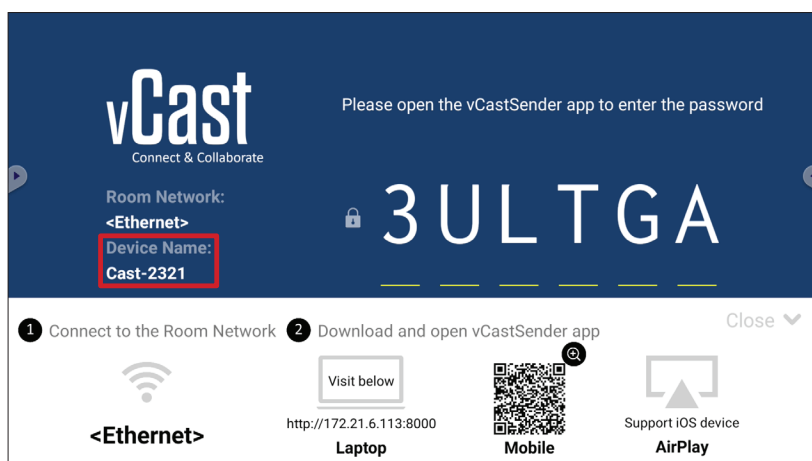 vCast
Connect & Collaborate
Please open the vCastSender app to enter the password
Room Network:
<Ethernet>
Device Name:
Cast-2321
3ULTGA
1 Connect to the Room Network
2 Download and open vCastSender app
Close
<Ethernet>
Visit below
http://172.21.6.113:8000
Laptop
Mobile
Support iOS device
AirPlay